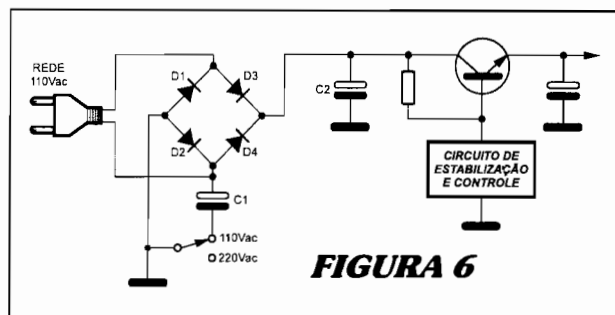 REDE
110Vac
D1
D3
D2
D4
C1
110Vac
220Vac
C2
CIRCUITO DE
ESTABILIZAÇÃO
E CONTROLE
FIGURA 6